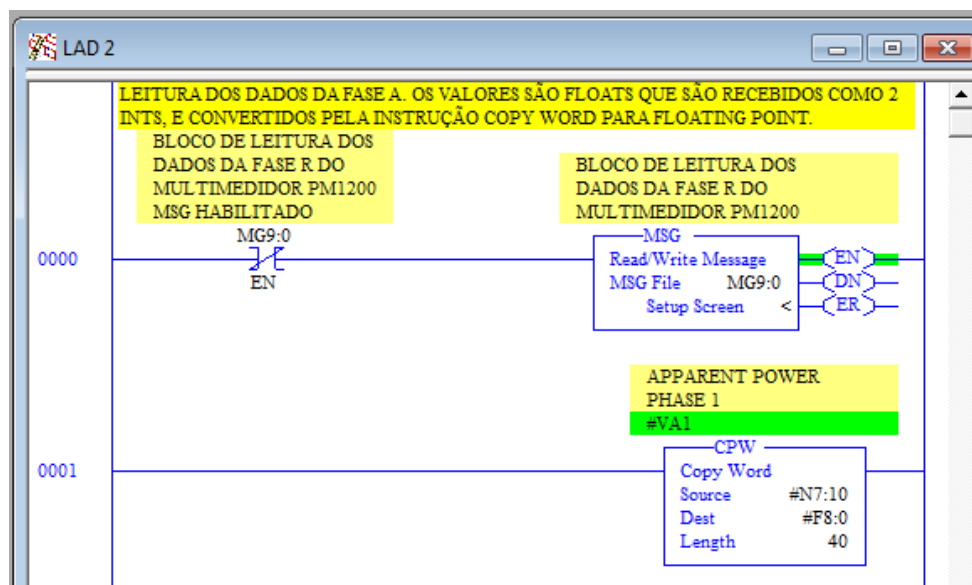 LAD 2
LEITURA DOS DADOS DA FASE A. OS VALORES SÃO FLOATS QUE SÃO RECEBIDOS COMO 2
INTS, E CONVERTIDOS PELA INSTRUÇÃO COPY WORD PARA FLOATING POINT.
BLOCO DE LEITURA DOS
DADOS DA FASE R DO
MULTIMEDIDOR PM1200
MSG HABILITADO
MG9:0
EN
BLOCO DE LEITURA DOS
DADOS DA FASE R DO
MULTIMEDIDOR PM1200
MSG
0000
Read/Write Message
EN
MSG File MG9:0
DN
Setup Screen <
ER
APPARENT POWER
PHASE 1
#VA1
CPW
0001
Copy Word
Source #N7:10
Dest #F8:0
Length 40